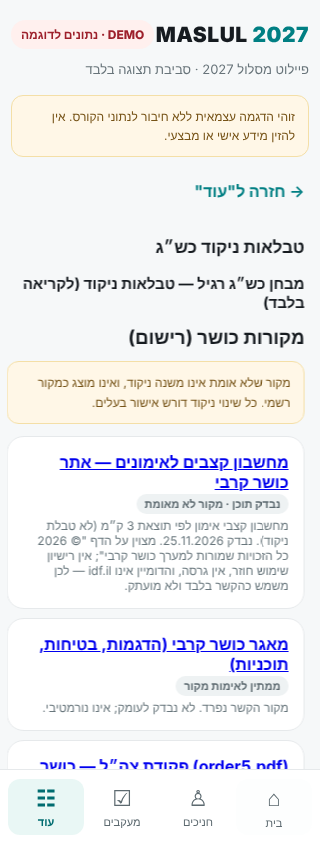 MASLUL 2027
DEMO · נתונים לדוגמה
פיילוט מסלול 2027 · סביבת תצוגה בלבד
זוהי הדגמה עצמאית ללא חיבור לנתוני הקורס. אין
להזין מידע אישי או מבצעי.
→ חזרה ל"עוד"
טבלאות ניקוד כש״ג
מבחן כש״ג רגיל — טבלאות ניקוד (לקריאה
בלבד)
מקורות כושר (רישום)
מקור שלא אומת אינו משנה ניקוד, ואינו מוצג כמקור
רשמי. כל שינוי ניקוד דורש אישור בעלים.
מחשבון קצבים לאימונים — אתר
כושר קרבי
נבדק תוכן · מקור לא מאומת
מחשבון קצבי אימון לפי תוצאת 3 ק״מ (לא טבלת
ניקוד). נבדק 25.11.2026. מצוין על הדף "© 2026
כל הזכויות שמורות למערך כושר קרבי"; אין רישיון
שימוש חוזר, אין גרסה, והדומיין אינו idf.il — לכן
משמש כהקשר בלבד ולא מועתק.
מאגר כושר קרבי (הדגמות, בטיחות,
תוכניות)
ממתין לאימות מקור
מקור הקשר נפרד. לא נבדק לעומק; אינו נורמטיבי.
פקודת צה״ל — כושר (order5.pdf)
בית
חניכים
מעקבים
עוד